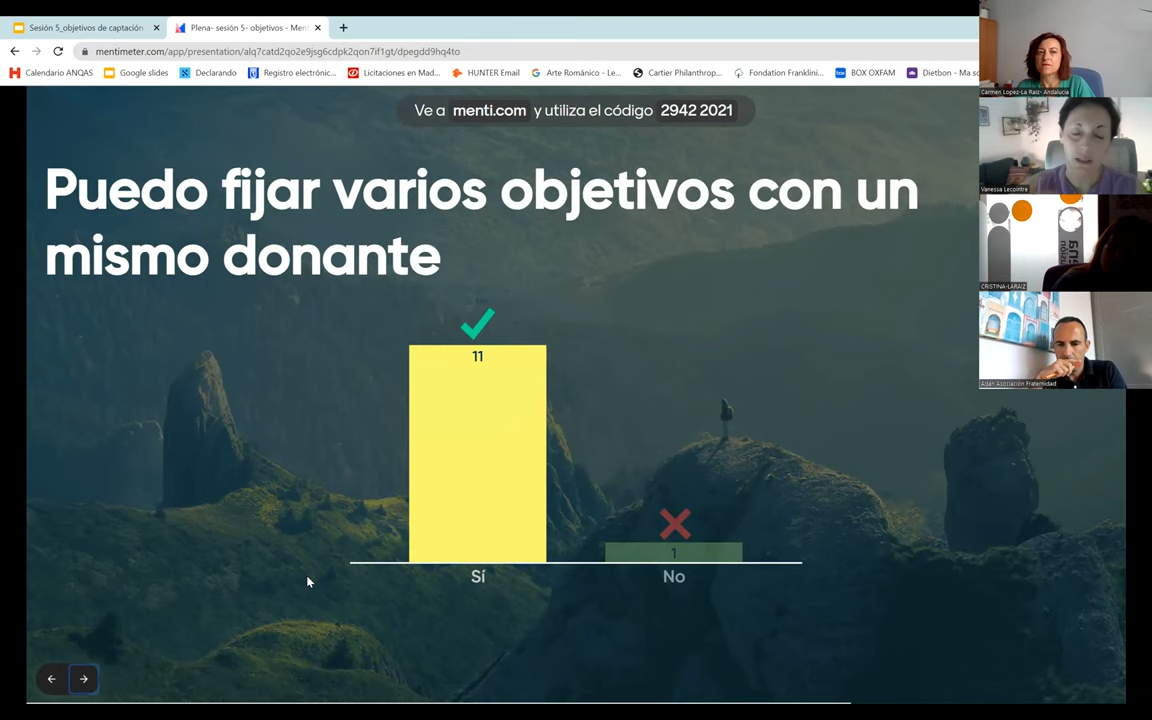 Sesión 5_objetivos de captación
Plena- sesión 5- objetivos - Ment
mentimeter.com/app/presentation/alq7catd2qo2e9jsg6cdpk2qon7if1gt/dpegdd9hq4to
Calendario ANQAS
Google slides
Declarando
Registro electrónic...
Licitaciones en Mad...
HUNTER Email
Arte Románico - Le...
Cartier Philanthrop...
Fondation Franklini...
BOX OXFAM
Dietbon - Ma so
Ve a menti.com y utiliza el código 2942 2021
Puedo fijar varios objetivos con un
mismo donante
11
1
Sí
No
Carmen Lopez-La Raiz- Andalucia
Vanessa Lecointre
CRISTINA-LARAIZ
Adán Asociación Fraternidad